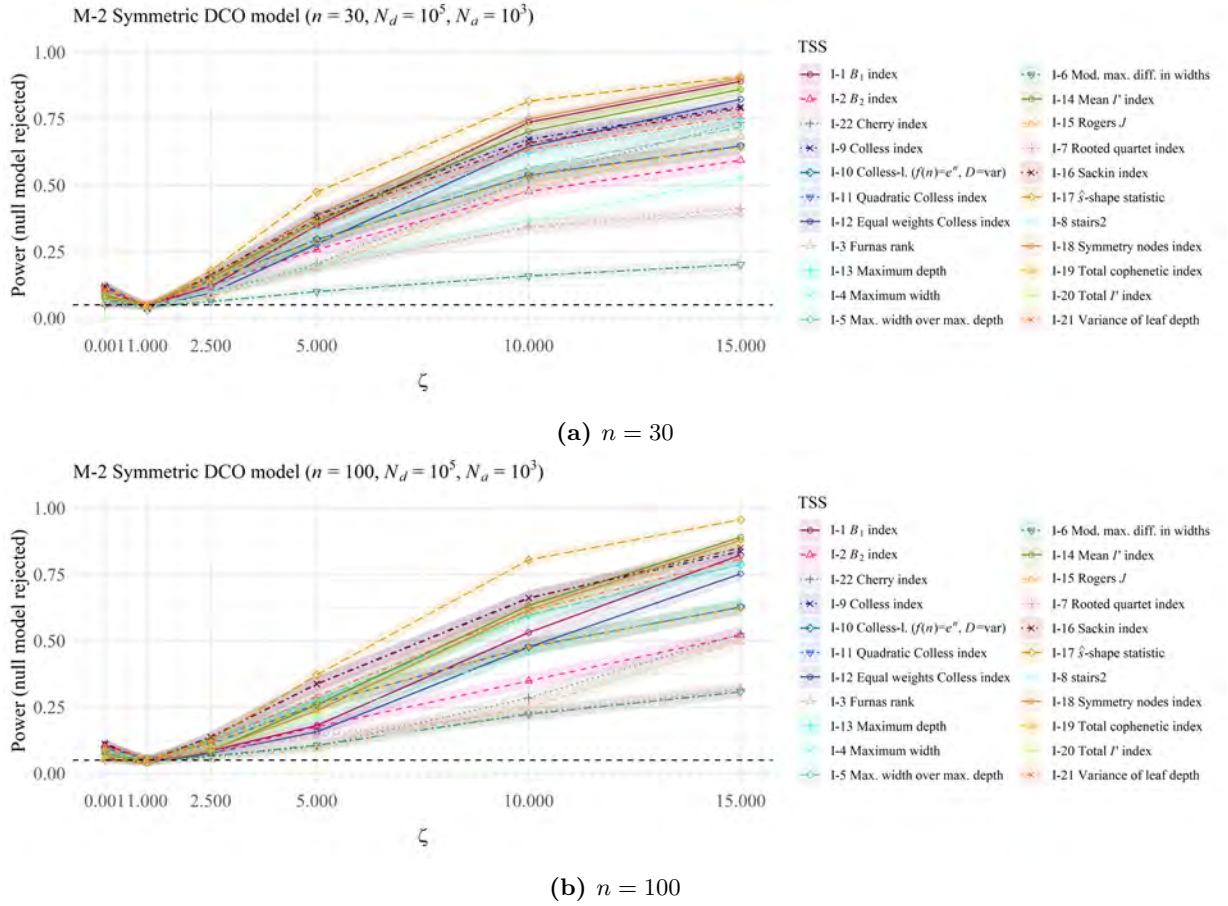 M-2 Symmetric DCO model (n = 30, N_d = 10^5, N_a = 10^3)
1.00
0.75
0.50
0.25
0.00
Power (null model rejected)
0.001 1.000 2.500 5.000 10.000 15.000
ζ
TSS
I-1 B_1 index
I-2 B_2 index
I-22 Cherry index
I-9 Colless index
I-10 Colless-l. (f(n)=e^n, D=var)
I-11 Quadratic Colless index
I-12 Equal weights Colless index
I-3 Furnas rank
I-13 Maximum depth
I-4 Maximum width
I-5 Max. width over max. depth
I-6 Mod. max. diff. in widths
I-14 Mean I' index
I-15 Rogers J
I-7 Rooted quartet index
I-16 Sackin index
I-17 ŝ-shape statistic
I-8 stairs2
I-18 Symmetry nodes index
I-19 Total cophenetic index
I-20 Total I' index
I-21 Variance of leaf depth
(a) n = 30
M-2 Symmetric DCO model (n = 100, N_d = 10^5, N_a = 10^3)
1.00
0.75
0.50
0.25
0.00
Power (null model rejected)
0.001 1.000 2.500 5.000 10.000 15.000
ζ
TSS
I-1 B_1 index
I-2 B_2 index
I-22 Cherry index
I-9 Colless index
I-10 Colless-l. (f(n)=e^n, D=var)
I-11 Quadratic Colless index
I-12 Equal weights Colless index
I-3 Furnas rank
I-13 Maximum depth
I-4 Maximum width
I-5 Max. width over max. depth
I-6 Mod. max. diff. in widths
I-14 Mean I' index
I-15 Rogers J
I-7 Rooted quartet index
I-16 Sackin index
I-17 ŝ-shape statistic
I-8 stairs2
I-18 Symmetry nodes index
I-19 Total cophenetic index
I-20 Total I' index
I-21 Variance of leaf depth
(b) n = 100